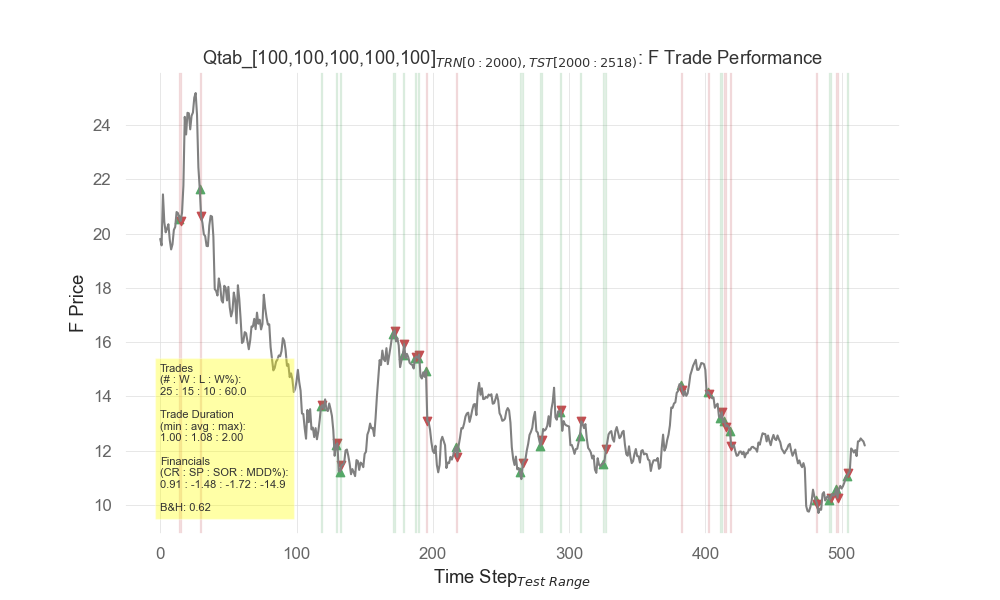 Qtab_[100,100,100,100,100]TRN[0 : 2000), TST[2000 : 2518): F Trade Performance
F Price
24
22
20
18
16
14
12
10
Trades
(# : W : L : W%):
25 : 15 : 10 : 60.0
Trade Duration
(min : avg : max):
1.00 : 1.08 : 2.00
Financials
(CR : SP : SOR : MDD%):
0.91 : -1.48 : -1.72 : -14.9
B&H: 0.62
0 100 200 300 400 500
Time StepTest Range